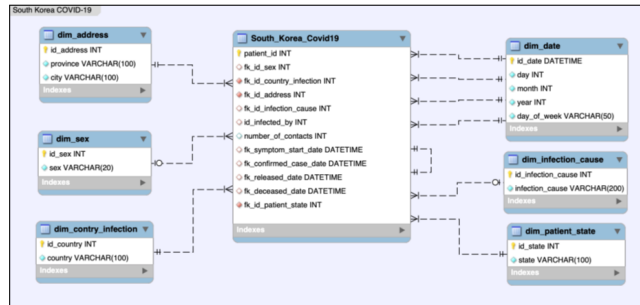 South Korea COVID-19
dim_address
id_address INT
province VARCHAR(100)
city VARCHAR(100)
Indexes
dim_sex
id_sex INT
sex VARCHAR(20)
Indexes
dim_contry_infection
id_country INT
country VARCHAR(100)
Indexes
South_Korea_Covid19
patient_id INT
fk_id_sex INT
fk_id_country_infection INT
fk_id_address INT
fk_id_infection_cause INT
id_infected_by INT
number_of_contacts INT
fk_symptom_start_date DATETIME
fk_confirmed_case_date DATETIME
fk_released_date DATETIME
fk_deceased_date DATETIME
fk_id_patient_state INT
Indexes
dim_date
id_date DATETIME
day INT
month INT
year INT
day_of_week VARCHAR(50)
Indexes
dim_infection_cause
id_infection_cause INT
infection_cause VARCHAR(200)
Indexes
dim_patient_state
id_state INT
state VARCHAR(100)
Indexes